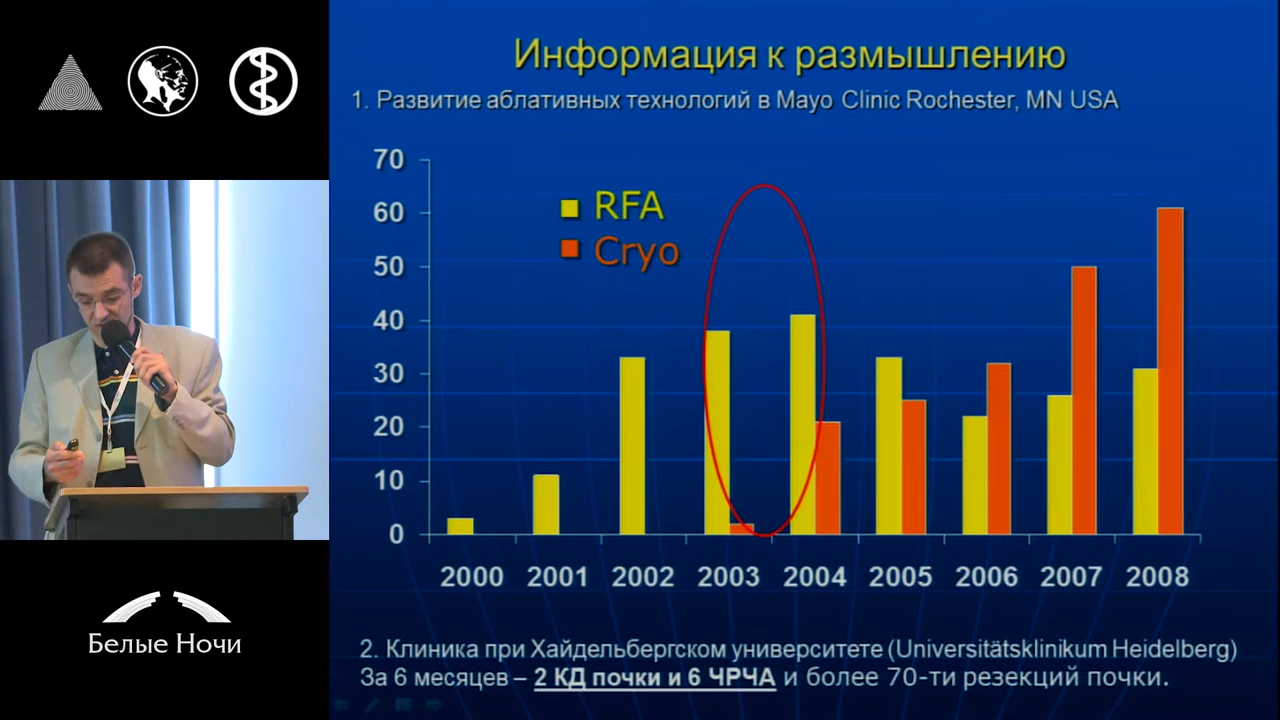 Информация к размышлению
1. Развитие аблативных технологий в Mayo Clinic Rochester, MN USA
70
60
50
40
30
20
10
0
RFA
Cryo
2000 2001 2002 2003 2004 2005 2006 2007 2008
2. Клиника при Хайдельбергском университете (Universitätsklinikum Heidelberg)
За 6 месяцев – 2 КД почки и 6 ЧРЧА и более 70-ти резекций почки.
Белые Ночи